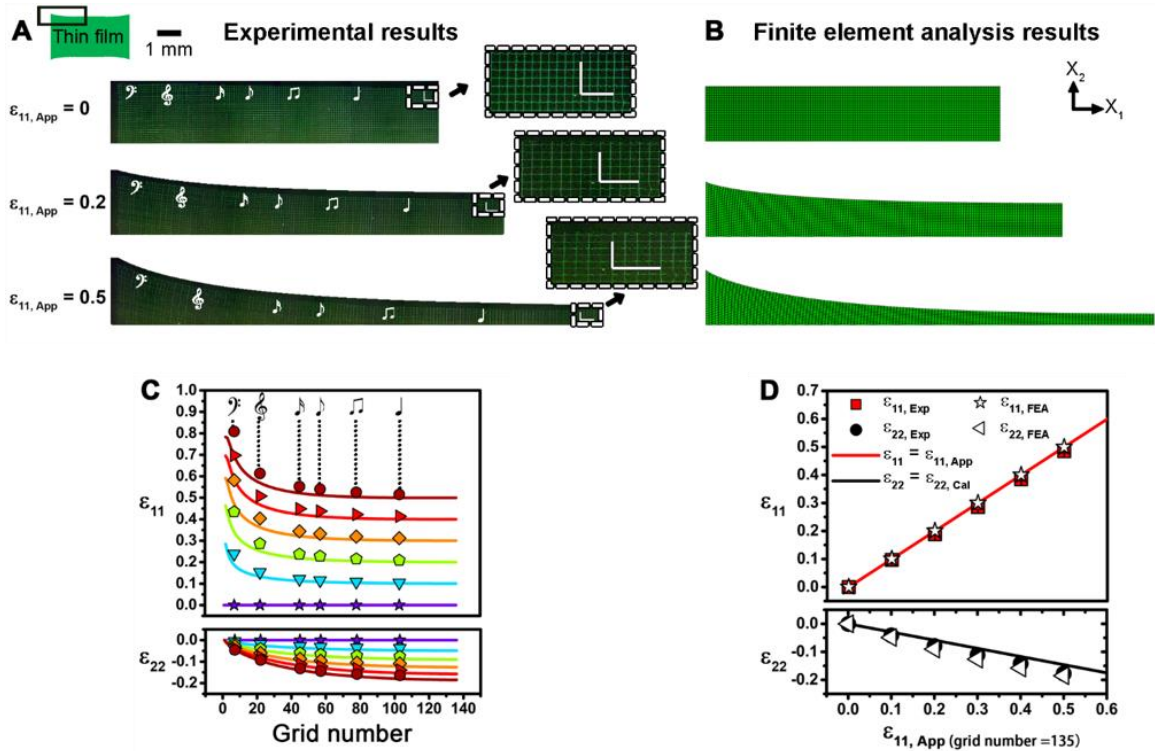 A
Thin film
1 mm
Experimental results
ε11, App = 0
ε11, App = 0.2
ε11, App = 0.5
B
Finite element analysis results
X2
X1
C
1.0
0.9
0.8
0.7
0.6
0.5
0.4
0.3
0.2
0.1
0.0
ε11
0.0
-0.1
-0.2
ε22
0 20 40 60 80 100 120 140
Grid number
D
0.7
0.6
0.5
0.4
0.3
0.2
0.1
0.0
ε11
ε11, Exp
ε11, FEA
ε22, Exp
ε22, FEA
ε11 = ε11, App
ε22 = ε22, Cal
0.0
-0.1
-0.2
ε22
0.0 0.1 0.2 0.3 0.4 0.5 0.6
ε11, App (grid number =135)